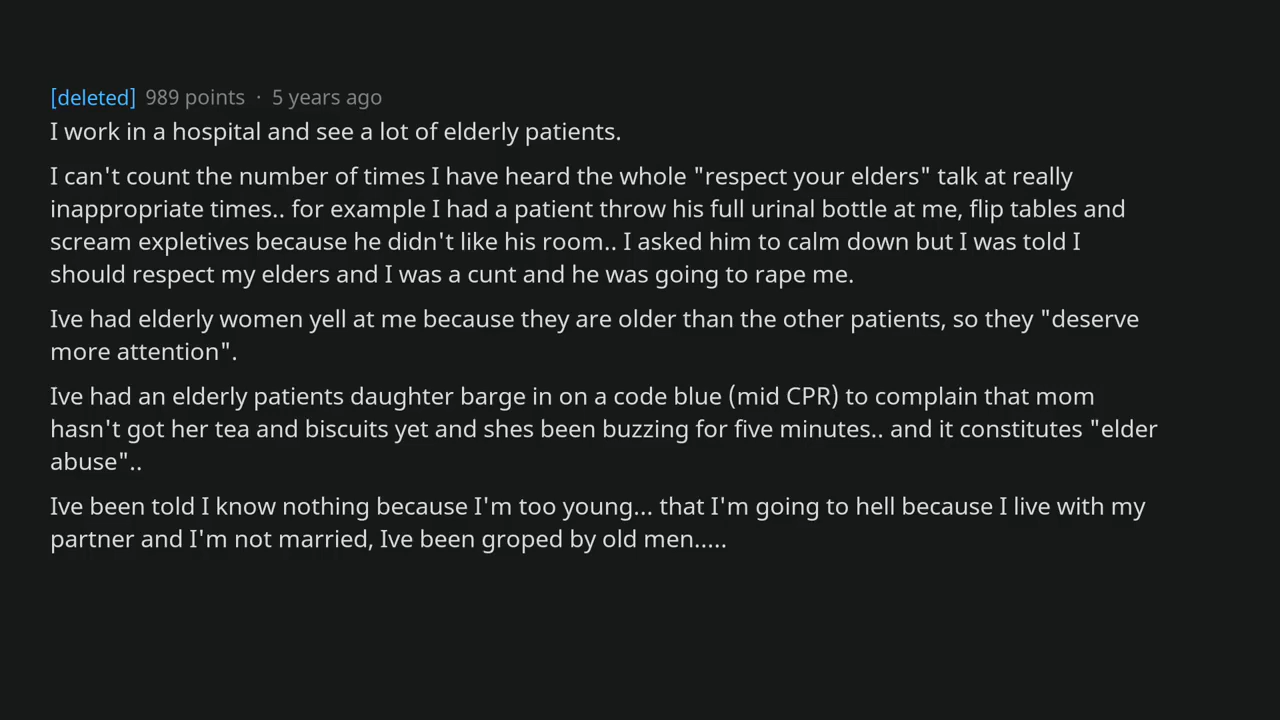 [deleted] 989 points · 5 years ago
I work in a hospital and see a lot of elderly patients.
I can't count the number of times I have heard the whole "respect your elders" talk at really
inappropriate times.. for example I had a patient throw his full urinal bottle at me, flip tables and
scream expletives because he didn't like his room.. I asked him to calm down but I was told I
should respect my elders and I was a cunt and he was going to rape me.
Ive had elderly women yell at me because they are older than the other patients, so they "deserve
more attention".
Ive had an elderly patients daughter barge in on a code blue (mid CPR) to complain that mom
hasn't got her tea and biscuits yet and shes been buzzing for five minutes.. and it constitutes "elder
abuse"..
Ive been told I know nothing because I'm too young... that I'm going to hell because I live with my
partner and I'm not married, Ive been groped by old men.....